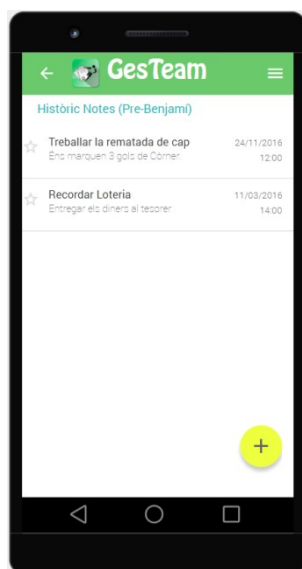 GesTeam
Històric Notes (Pre-Benjamí)
Treballar la rematada de cap 24/11/2016
Ens marquen 3 gols de Còrner. 12:00
Recordar Loteria 11/03/2016
Entregar els diners al tesorer 14:00